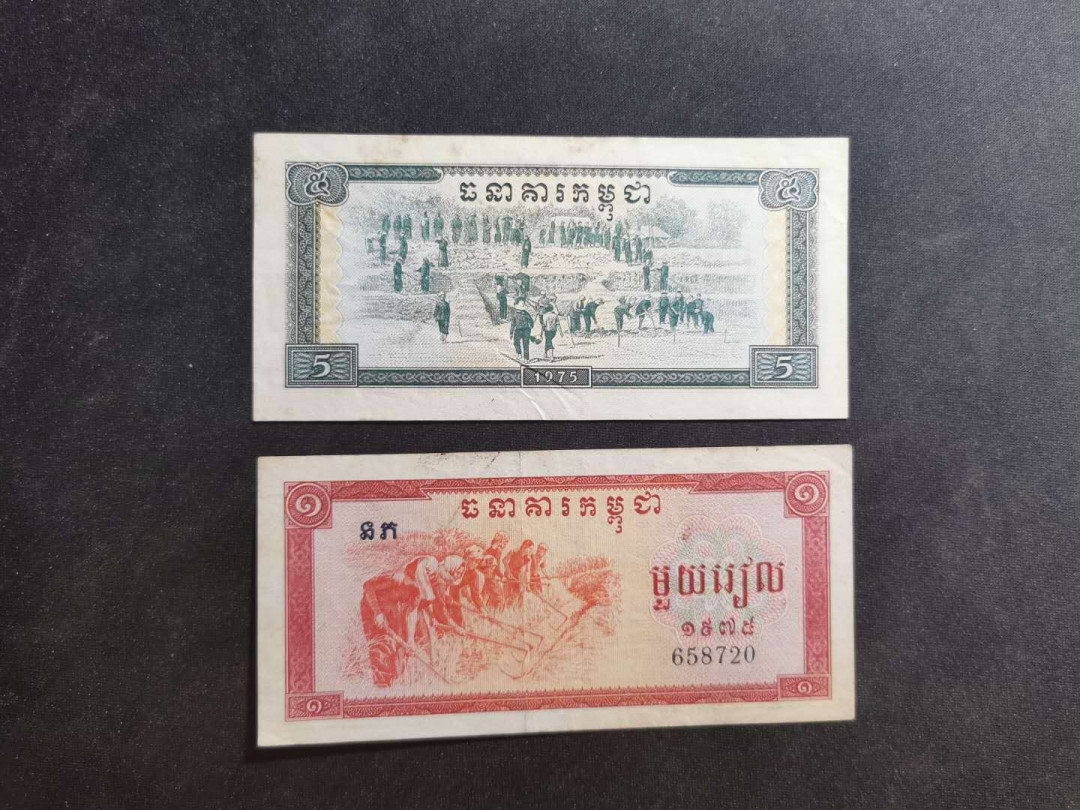 ៥ ធនាគារកម្ពុជា ៥
5 1975 5
១ ធនាគារកម្ពុជា ១
នភ
មួយរៀល
១៩៧៥
658720
១ ១